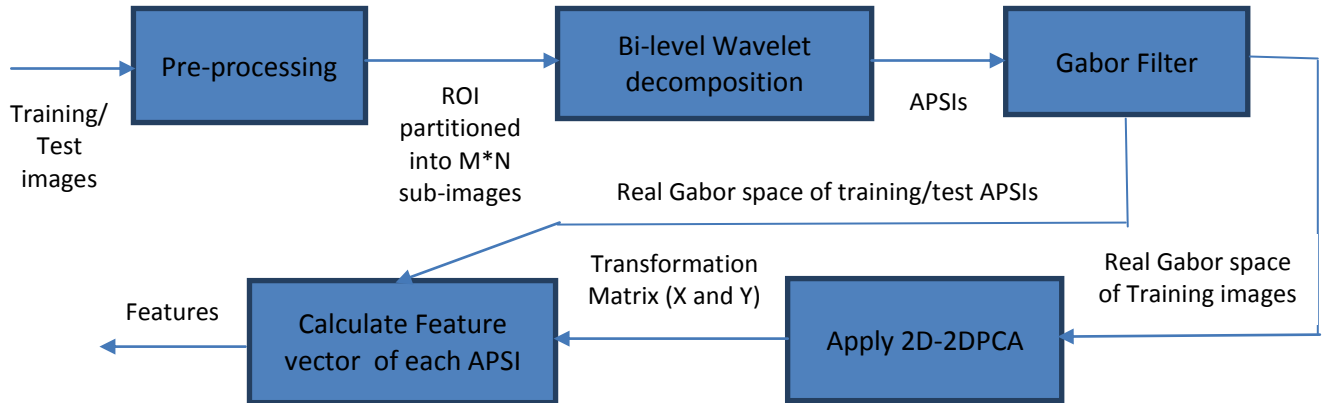 Training/
Test
images
Pre-processing
ROI
partitioned
into M*N
sub-images
Bi-level Wavelet
decomposition
APSIs
Gabor Filter
Real Gabor space of training/test APSIs
Real Gabor space
of Training images
Apply 2D-2DPCA
Transformation
Matrix (X and Y)
Calculate Feature
vector of each APSI
Features